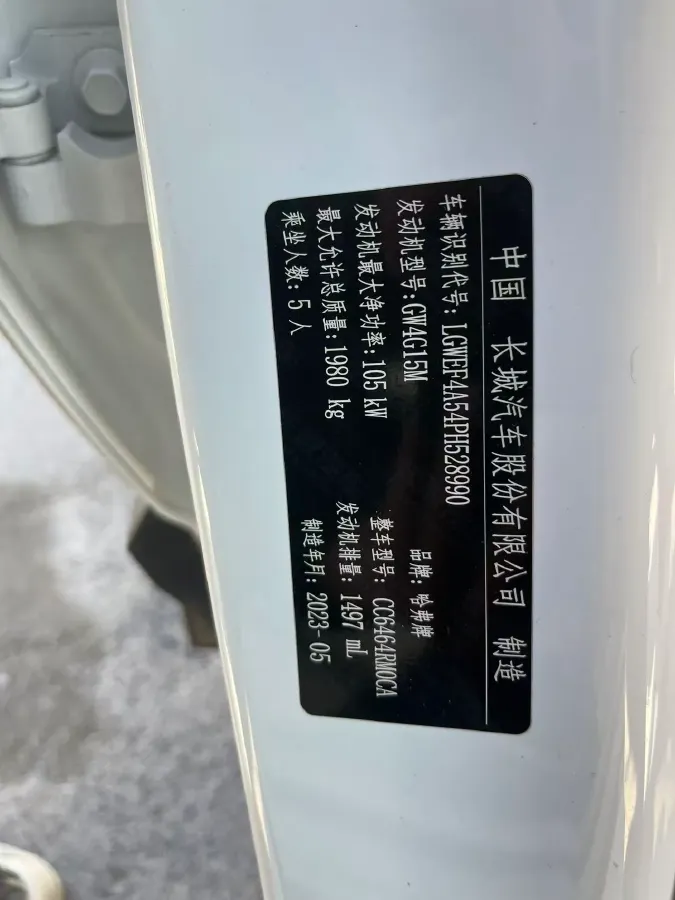 中国 长城汽车股份有限公司 制造
车辆识别代号: LGWEF4A54PH528990
发动机型号: GW4G15M 品牌: 哈弗牌
发动机最大净功率: 105 kW 整车型号: CC6464RM0CA
最大允许总质量: 1980 kg 发动机排量: 1497 mL
乘坐人数: 5 人 制造年月: 2023-05